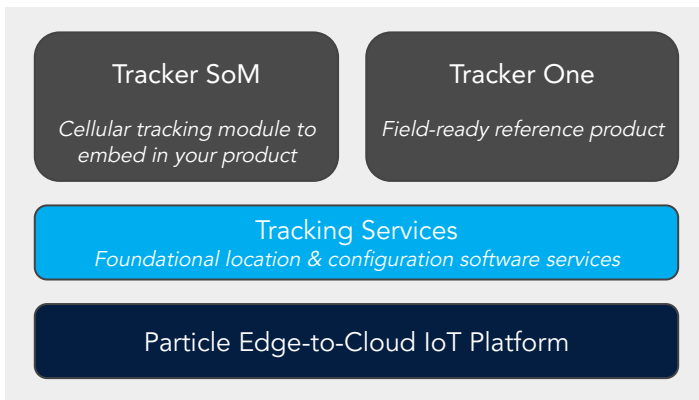 Tracker SoM
Cellular tracking module to
embed in your product
Tracker One
Field-ready reference product
Tracking Services
Foundational location & configuration software services
Particle Edge-to-Cloud IoT Platform